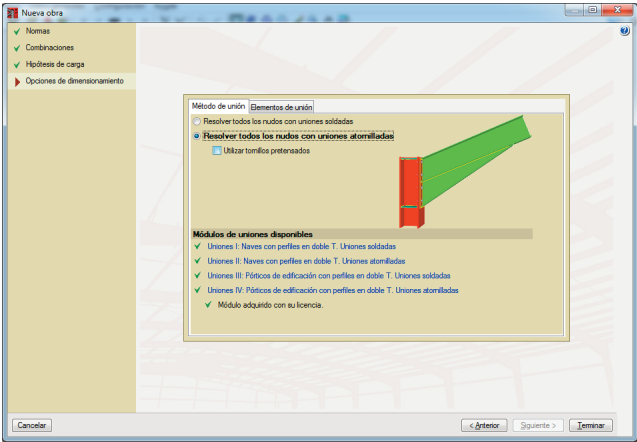 Nueva obra
Normas
Combinaciones
Hipótesis de carga
Opciones de dimensionamiento
Método de unión
Elementos de unión
Resolver todos los nudos con uniones soldadas
Resolver todos los nudos con uniones atornilladas
Utilizar tornillos pretensados
Módulos de uniones disponibles
Uniones I: Naves con perfiles en doble T. Uniones soldadas
Uniones II: Naves con perfiles en doble T. Uniones atornilladas
Uniones III: Pórticos de edificación con perfiles en doble T. Uniones soldadas
Uniones IV: Pórticos de edificación con perfiles en doble T. Uniones atornilladas
Módulo adquirido con su licencia.
Cancelar
< Anterior
Siguiente >
Terminar